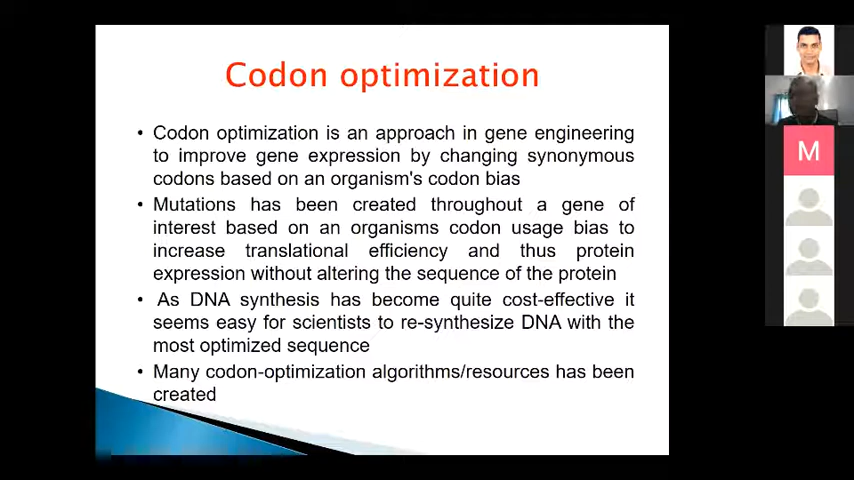 Codon optimization
• Codon optimization is an approach in gene engineering
to improve gene expression by changing synonymous
codons based on an organism's codon bias
• Mutations has been created throughout a gene of
interest based on an organisms codon usage bias to
increase translational efficiency and thus protein
expression without altering the sequence of the protein
• As DNA synthesis has become quite cost-effective it
seems easy for scientists to re-synthesize DNA with the
most optimized sequence
• Many codon-optimization algorithms/resources has been
created
M